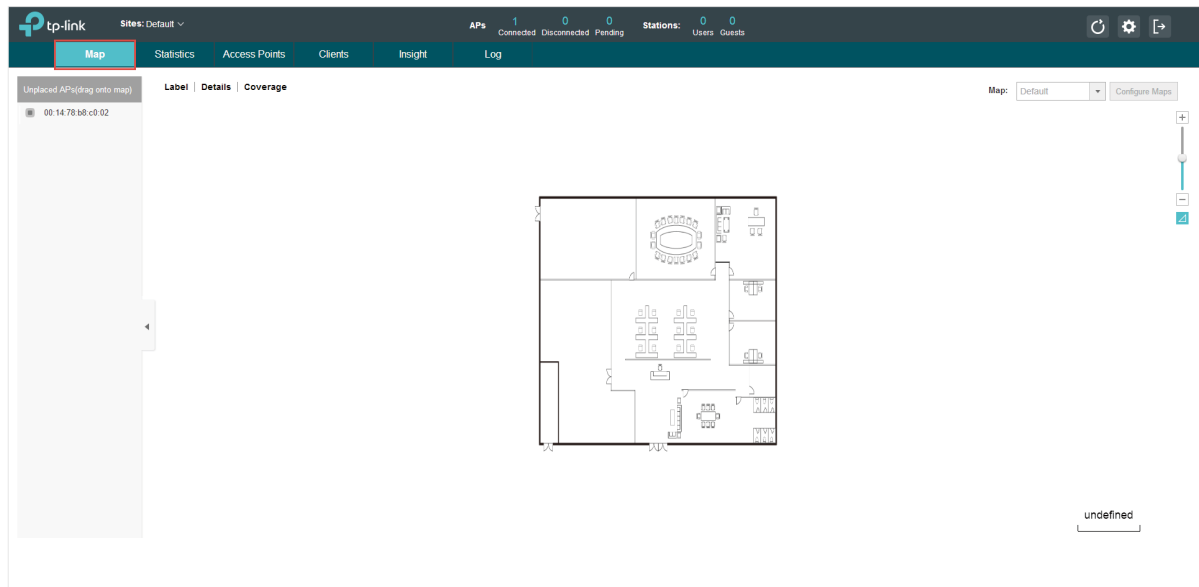 tp-link Sites: Default APs 1 0 0 Stations: 0 0
Connected Disconnected Pending Users Guests
Map Statistics Access Points Clients Insight Log
Unplaced APs(drag onto map) Label Details Coverage Map: Default Configure Maps
00:14:78:b8:c0:02
undefined